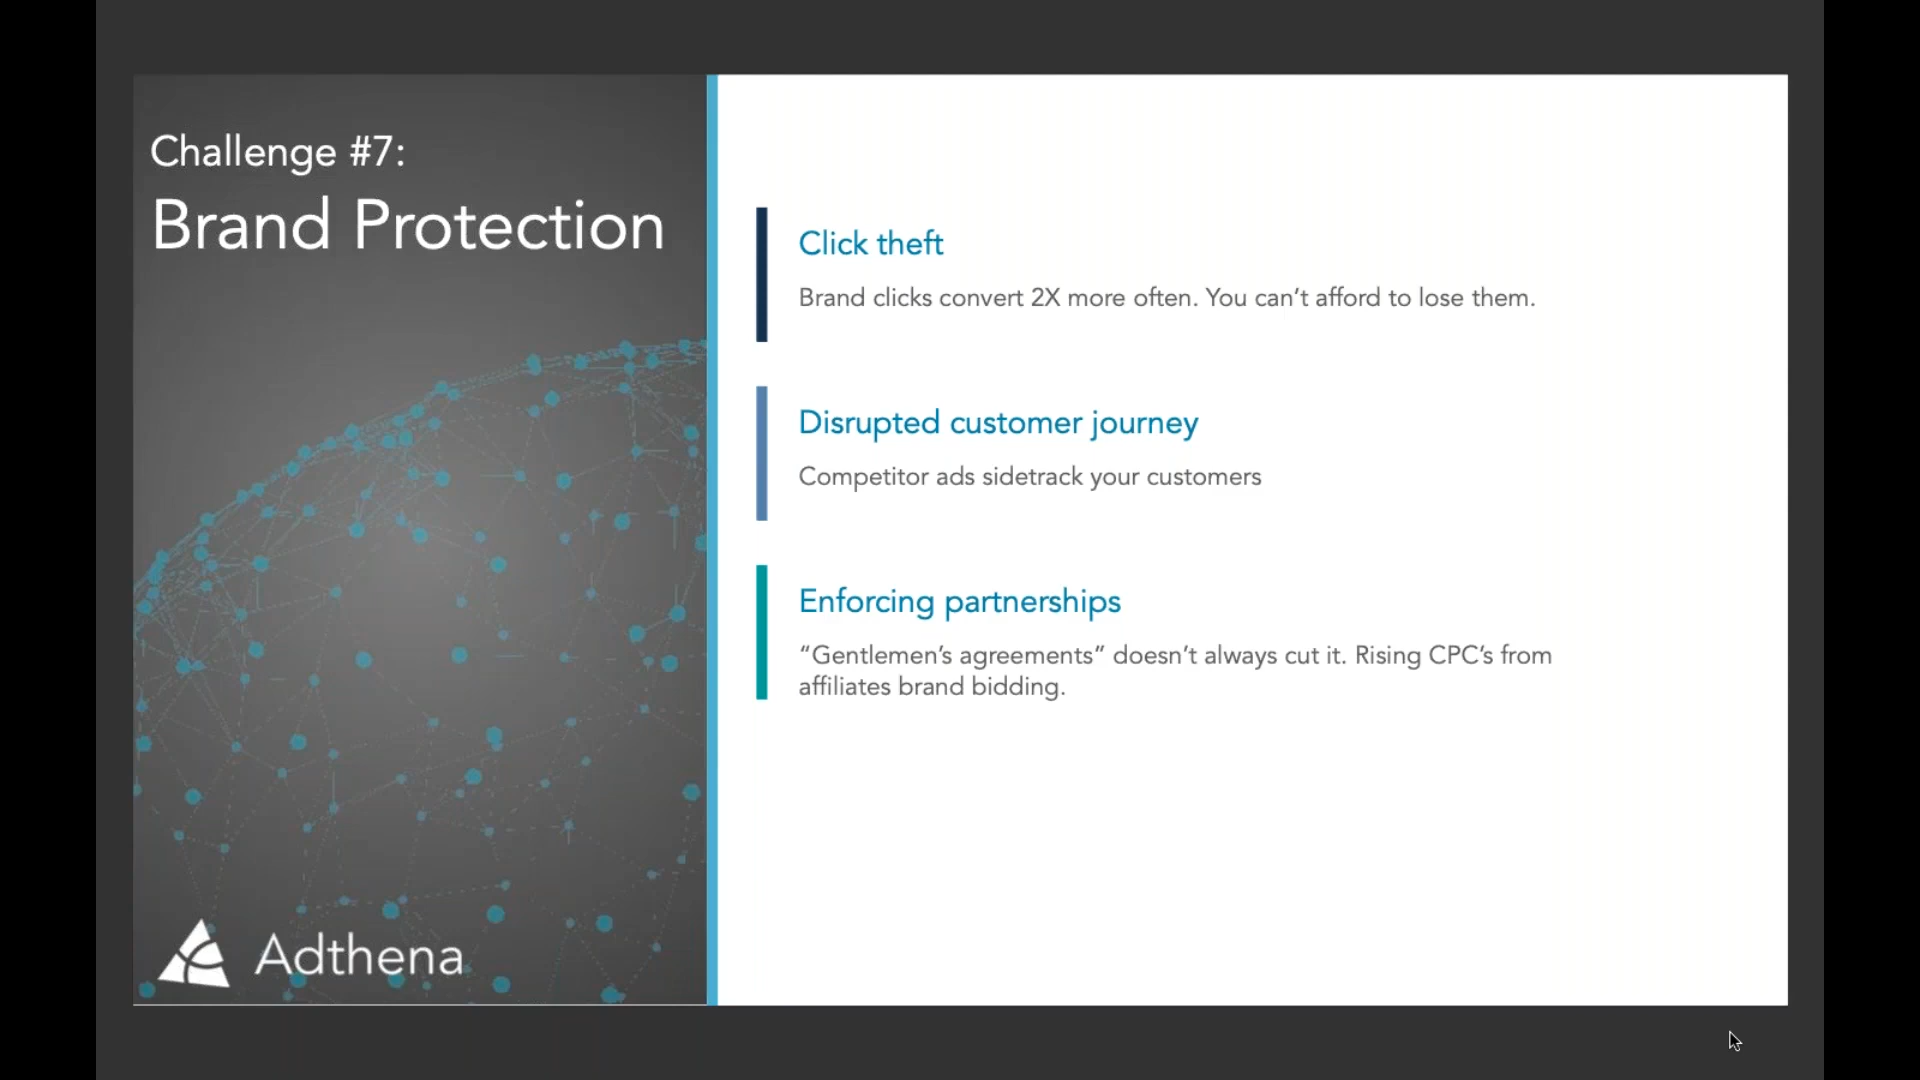 Challenge #7:
Brand Protection
Click theft
Brand clicks convert 2X more often. You can’t afford to lose them.
Disrupted customer journey
Competitor ads sidetrack your customers
Enforcing partnerships
“Gentlemen’s agreements” doesn’t always cut it. Rising CPC’s from
affiliates brand bidding.
Adthena